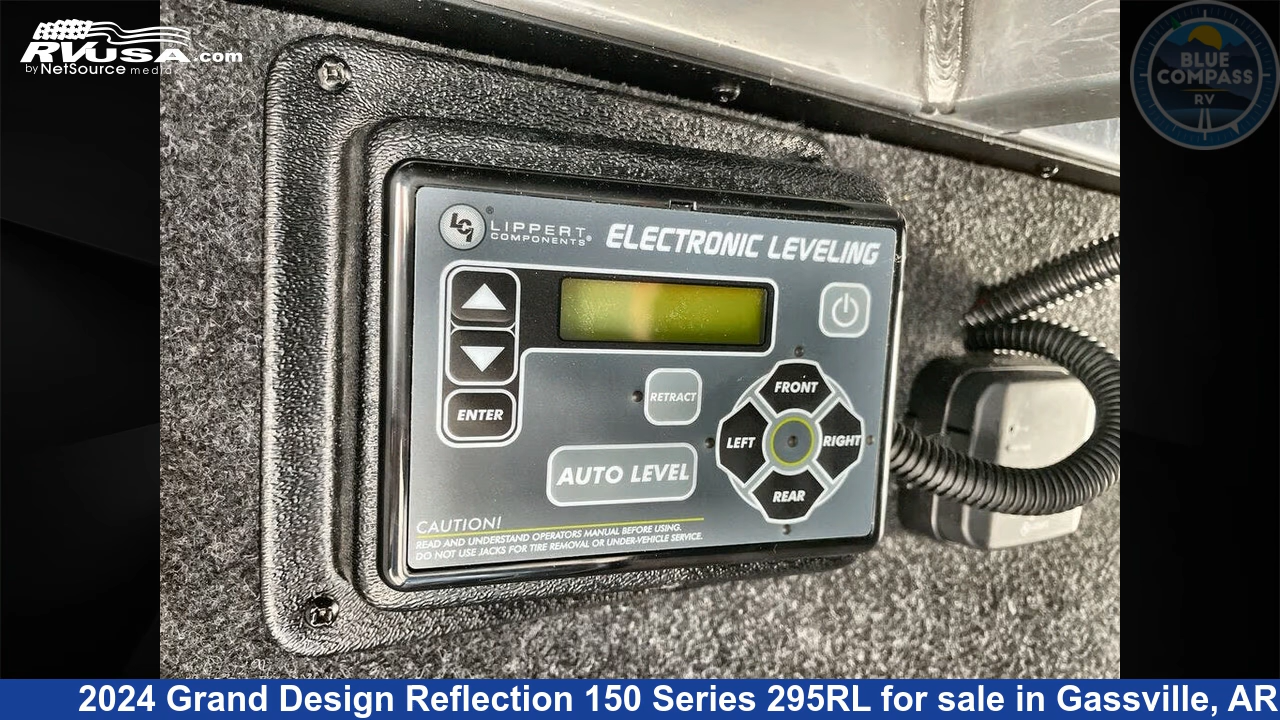 RVUSA.com
by NetSource media
BLUE
COMPASS
RV
LCI
LIPPERT
COMPONENTS®
ELECTRONIC LEVELING
ENTER
RETRACT
AUTO LEVEL
FRONT
LEFT
RIGHT
REAR
CAUTION!
READ AND UNDERSTAND OPERATORS MANUAL BEFORE USING.
DO NOT USE JACKS FOR TIRE REMOVAL OR UNDER-VEHICLE SERVICE.
2024 Grand Design Reflection 150 Series 295RL for sale in Gassville, AR